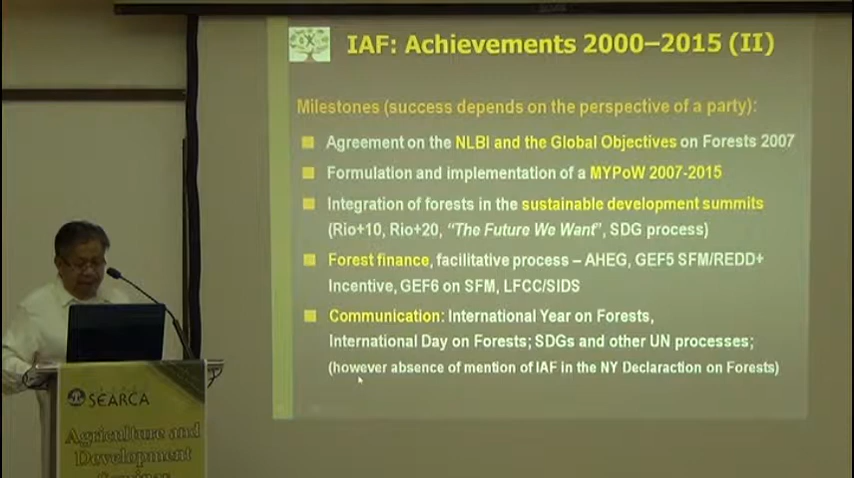 IAF: Achievements 2000–2015 (II)
Milestones (success depends on the perspective of a party):
Agreement on the NLBI and the Global Objectives on Forests 2007
Formulation and implementation of a MYPoW 2007-2015
Integration of forests in the sustainable development summits
(Rio+10, Rio+20, “The Future We Want”, SDG process)
Forest finance, facilitative process – AHEG, GEF5 SFM/REDD+
Incentive, GEF6 on SFM, LFCC/SIDS
Communication: International Year on Forests,
International Day on Forests; SDGs and other UN processes;
(however absence of mention of IAF in the NY Declaration on Forests)
SEARCA
Agriculture and
Development